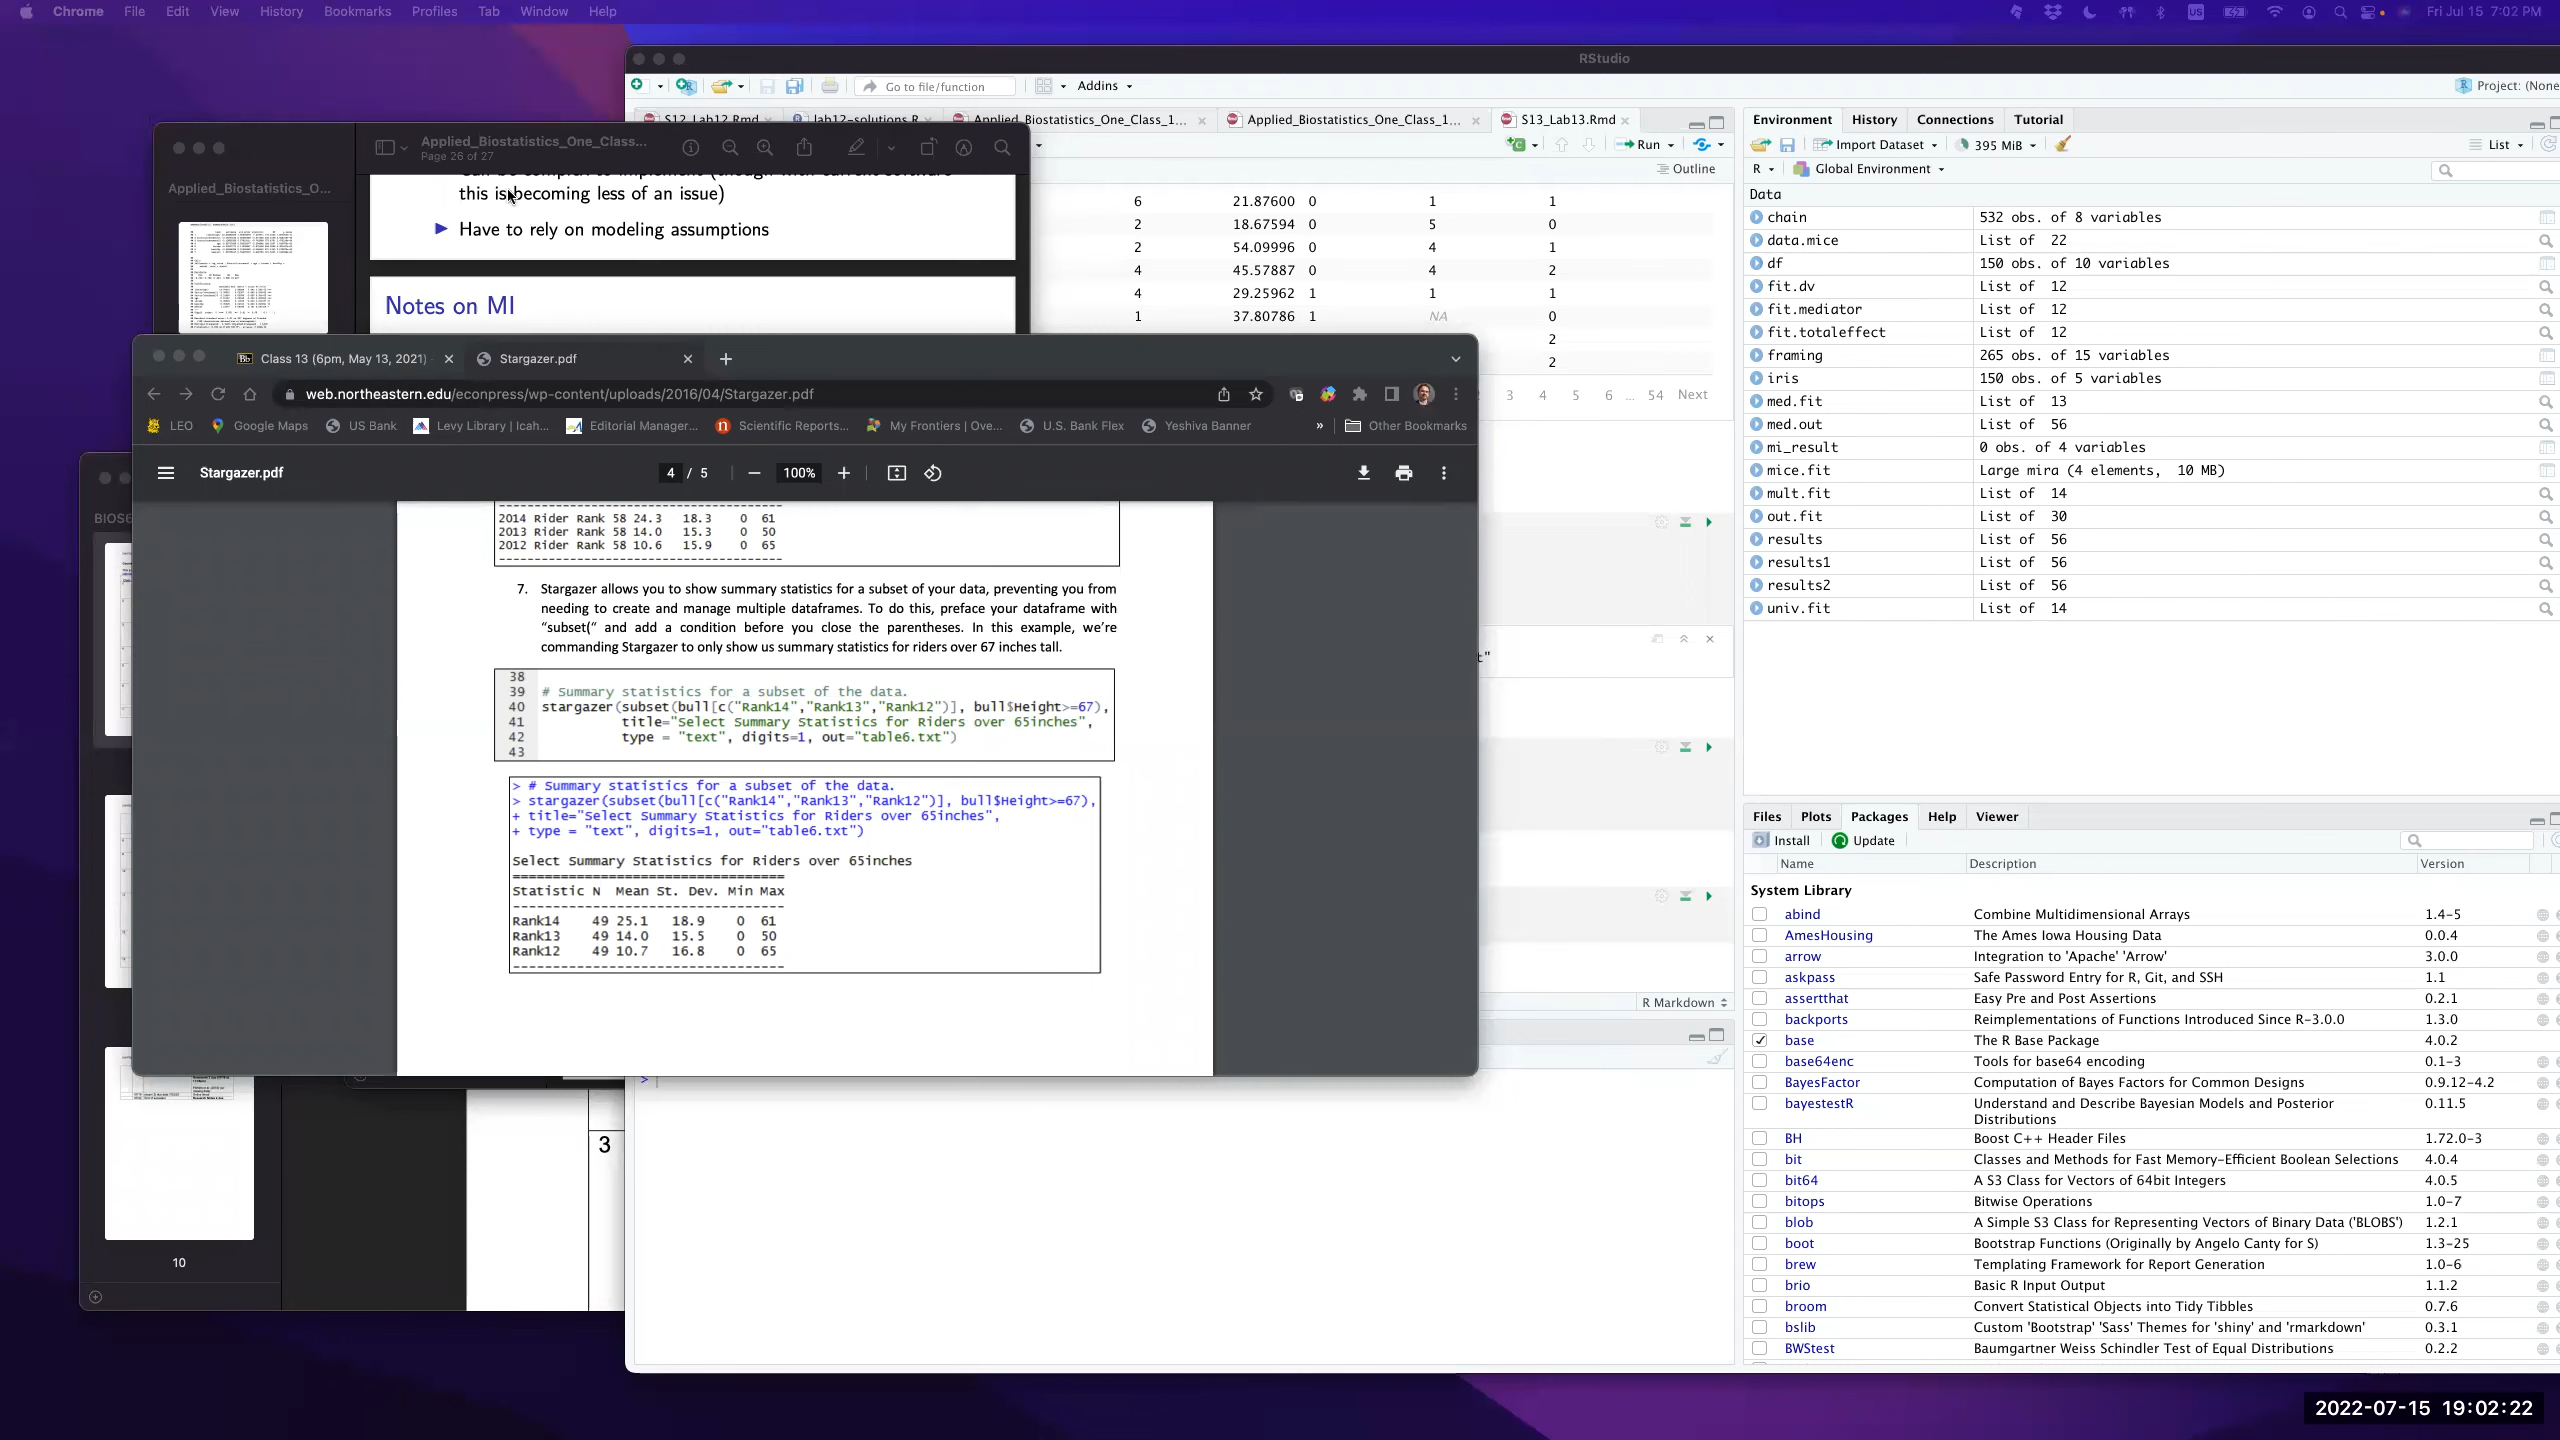 Chrome File Edit View History Bookmarks Profiles Tab Window Help
Fri Jul 15 7:02 PM
RStudio
Go to file/function
Addins
Project: (None
S12_Lab12.Rmd
lab12-solutions.R
Applied_Biostatistics_One_Class_1...
Applied_Biostatistics_One_Class_1...
S13_Lab13.Rmd
Run
Outline
6 21.87600 0 1 1
2 18.67594 0 5 0
2 54.09996 0 4 1
4 45.57887 0 4 2
4 29.25962 1 1 1
1 37.80786 1 NA 0
2
2
3 4 5 6 ... 54 Next
t"
R Markdown
>
Environment History Connections Tutorial
Import Dataset 395 MiB List
R Global Environment
Data
chain 532 obs. of 8 variables
data.mice List of 22
df 150 obs. of 10 variables
fit.dv List of 12
fit.mediator List of 12
fit.totaleffect List of 12
framing 265 obs. of 15 variables
iris 150 obs. of 5 variables
med.fit List of 13
med.out List of 56
mi_result 0 obs. of 4 variables
mice.fit Large mira (4 elements, 10 MB)
mult.fit List of 14
out.fit List of 30
results List of 56
results1 List of 56
results2 List of 56
univ.fit List of 14
Files Plots Packages Help Viewer
Install Update
Name Description Version
System Library
abind Combine Multidimensional Arrays 1.4-5
AmesHousing The Ames Iowa Housing Data 0.0.4
arrow Integration to 'Apache' 'Arrow' 3.0.0
askpass Safe Password Entry for R, Git, and SSH 1.1
assertthat Easy Pre and Post Assertions 0.2.1
backports Reimplementations of Functions Introduced Since R-3.0.0 1.3.0
base The R Base Package 4.0.2
base64enc Tools for base64 encoding 0.1-3
BayesFactor Computation of Bayes Factors for Common Designs 0.9.12-4.2
bayestestR Understand and Describe Bayesian Models and Posterior 0.11.5
Distributions
BH Boost C++ Header Files 1.72.0-3
bit Classes and Methods for Fast Memory-Efficient Boolean Selections 4.0.4
bit64 A S3 Class for Vectors of 64bit Integers 4.0.5
bitops Bitwise Operations 1.0-7
blob A Simple S3 Class for Representing Vectors of Binary Data ('BLOBS') 1.2.1
boot Bootstrap Functions (Originally by Angelo Canty for S) 1.3-25
brew Templating Framework for Report Generation 1.0-6
brio Basic R Input Output 1.1.2
broom Convert Statistical Objects into Tidy Tibbles 0.7.6
bslib Custom 'Bootstrap' 'Sass' Themes for 'shiny' and 'rmarkdown' 0.3.1
BWStest Baumgartner Weiss Schindler Test of Equal Distributions 0.2.2
Applied_Biostatistics_One_Class...
Page 26 of 27
Applied_Biostatistics_O...
this is becoming less of an issue)
Have to rely on modeling assumptions
Notes on MI
Class 13 (6pm, May 13, 2021)
Stargazer.pdf
web.northeastern.edu/econpress/wp-content/uploads/2016/04/Stargazer.pdf
LEO Google Maps US Bank Levy Library | Icah... Editorial Manager... Scientific Reports... My Frontiers | Ove... U.S. Bank Flex Yeshiva Banner » Other Bookmarks
Stargazer.pdf
4 / 5
100%
2014 Rider Rank 58 24.3 18.3 0 61
2013 Rider Rank 58 14.0 15.3 0 50
2012 Rider Rank 58 10.6 15.9 0 65
7. Stargazer allows you to show summary statistics for a subset of your data, preventing you from
needing to create and manage multiple dataframes. To do this, preface your dataframe with
“subset(“ and add a condition before you close the parentheses. In this example, we’re
commanding Stargazer to only show us summary statistics for riders over 67 inches tall.
38
39 # Summary statistics for a subset of the data.
40 stargazer(subset(bull[c("Rank14","Rank13","Rank12")], bull$Height>=67),
41 title="Select Summary Statistics for Riders over 65inches",
42 type = "text", digits=1, out="table6.txt")
43
> # Summary statistics for a subset of the data.
> stargazer(subset(bull[c("Rank14","Rank13","Rank12")], bull$Height>=67),
+ title="Select Summary Statistics for Riders over 65inches",
+ type = "text", digits=1, out="table6.txt")
Select Summary Statistics for Riders over 65inches
==================================
Statistic N Mean St. Dev. Min Max
----------------------------------
Rank14 49 25.1 18.9 0 61
Rank13 49 14.0 15.5 0 50
Rank12 49 10.7 16.8 0 65
----------------------------------
3
10
2022-07-15 19:02:22